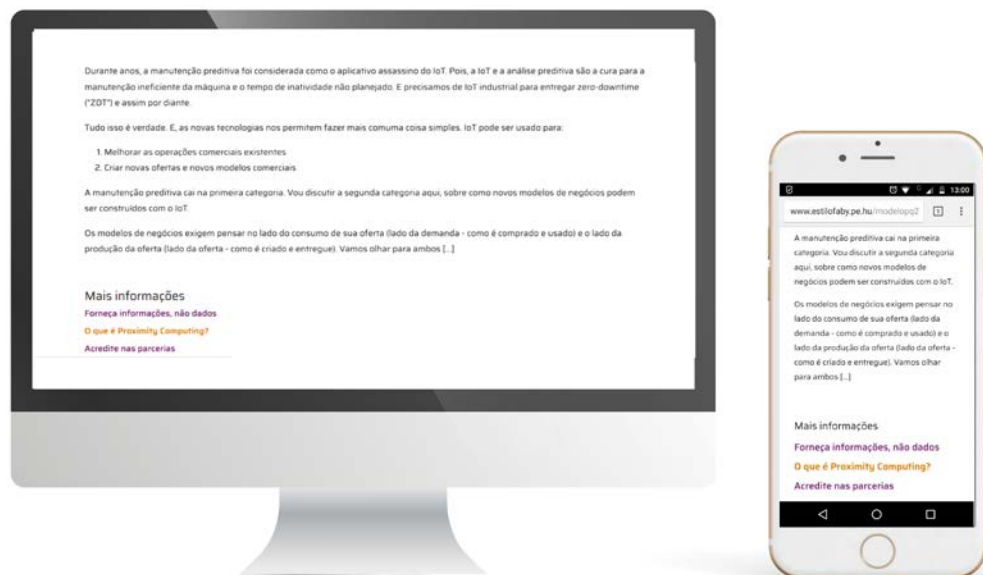 Durante anos, a manutenção preditiva foi considerada como o aplicativo assassino do IoT. Pois, a IoT e a análise preditiva são a cura para a
manutenção ineficiente da máquina e o tempo de inatividade não planejado. E precisamos de IoT industrial para entregar zero-downtime
("ZDT") e assim por diante.
Tudo isso é verdade. E, as novas tecnologias nos permitem fazer mais comuma coisa simples. IoT pode ser usado para:
1. Melhorar as operações comerciais existentes
2. Criar novas ofertas e novos modelos comerciais
A manutenção preditiva cai na primeira categoria. Vou discutir a segunda categoria aqui, sobre como novos modelos de negócios podem
ser construídos com o IoT.
Os modelos de negócios exigem pensar no lado do consumo de sua oferta (lado da demanda - como é comprado e usado) e o lado da
produção da oferta (lado da oferta - como é criado e entregue). Vamos olhar para ambos [...]
Mais informações
Forneça informações, não dados
O que é Proximity Computing?
Acredite nas parcerias
13:00
www.estilofaby.pe.hu/modelopq2
1
A manutenção preditiva cai na primeira
categoria. Vou discutir a segunda categoria
aqui, sobre como novos modelos de
negócios podem ser construídos com o IoT.
Os modelos de negócios exigem pensar no
lado do consumo de sua oferta (lado da
demanda - como é comprado e usado) e o
lado da produção da oferta (lado da oferta -
como é criado e entregue). Vamos olhar
para ambos [...]
Mais informações
Forneça informações, não dados
O que é Proximity Computing?
Acredite nas parcerias